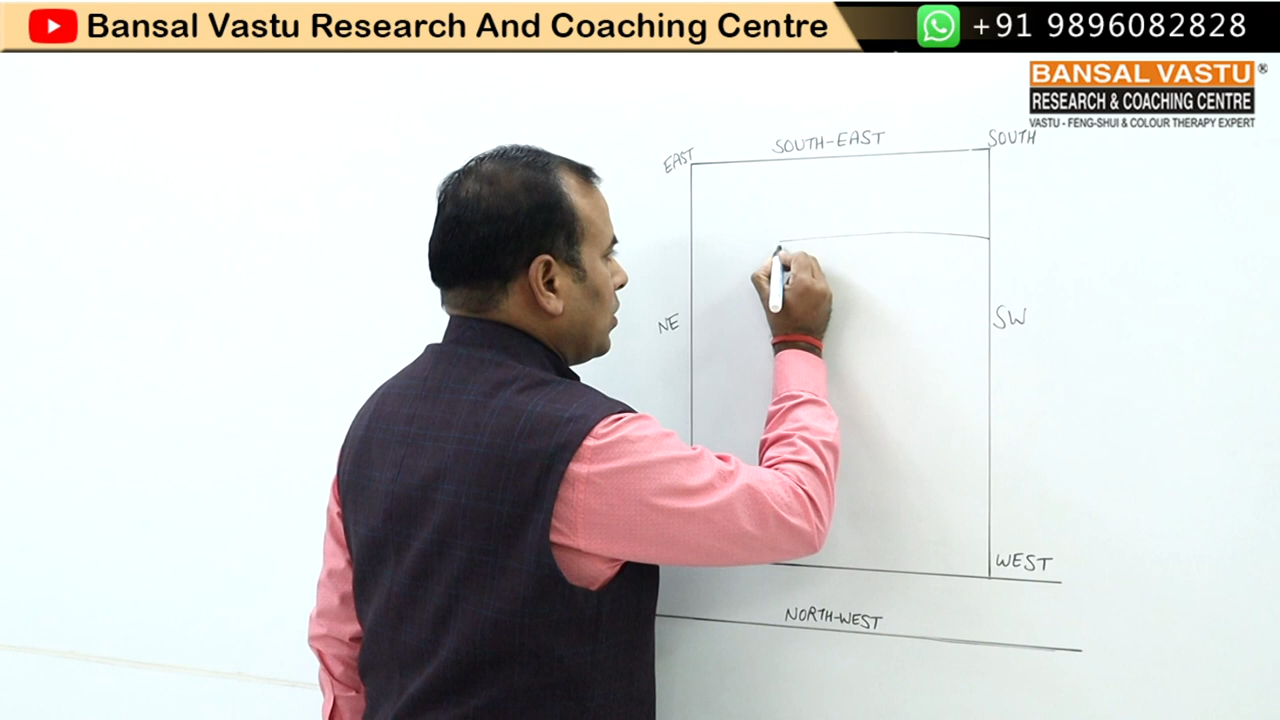 Bansal Vastu Research And Coaching Centre
+91 9896082828
BANSAL VASTU®
RESEARCH & COACHING CENTRE
VASTU - FENG-SHUI & COLOUR THERAPY EXPERT
EAST
SOUTH-EAST
SOUTH
NE
SW
WEST
NORTH-WEST